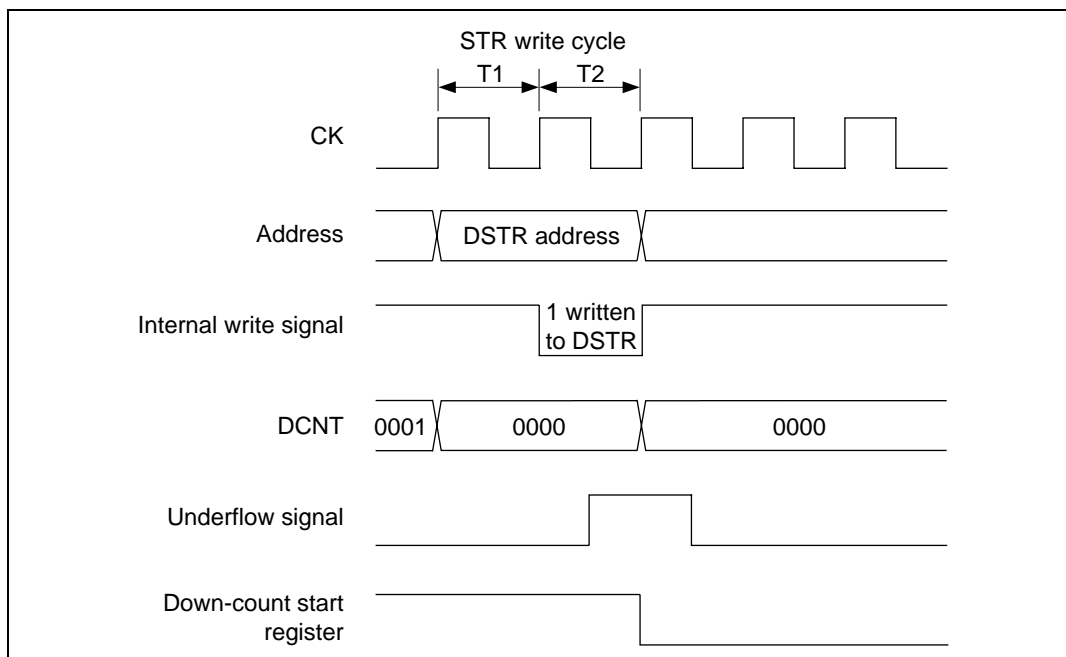 STR write cycle
T1 T2
CK
Address DSTR address
Internal write signal 1 written
to DSTR
DCNT 0001 0000 0000
Underflow signal
Down-count start
register